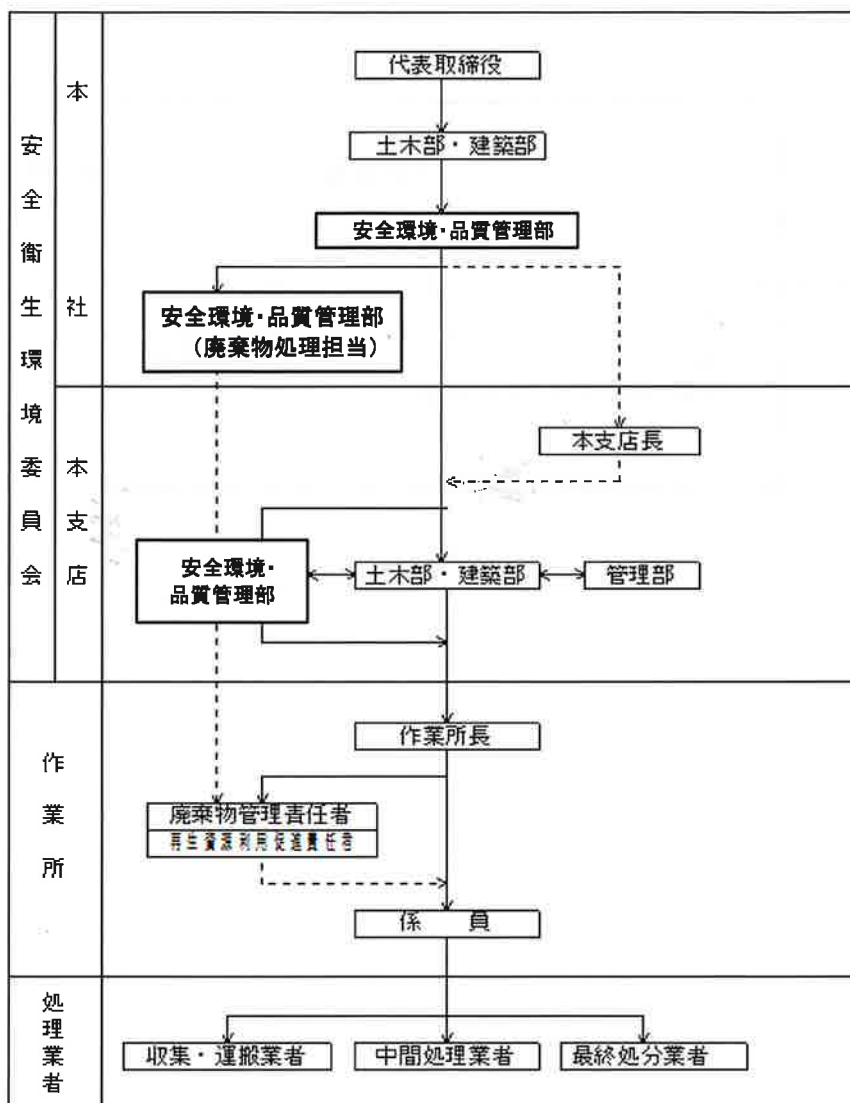 安全衛生環境委員会
本社
代表取締役
土木部・建築部
安全環境・品質管理部
安全環境・品質管理部
（廃棄物処理担当）
本支店
本支店長
安全環境・
品質管理部
土木部・建築部
管理部
作業所
作業所長
廃棄物管理責任者
再生資源利用促進責任者
係　　員
処理業者
収集・運搬業者
中間処理業者
最終処分業者